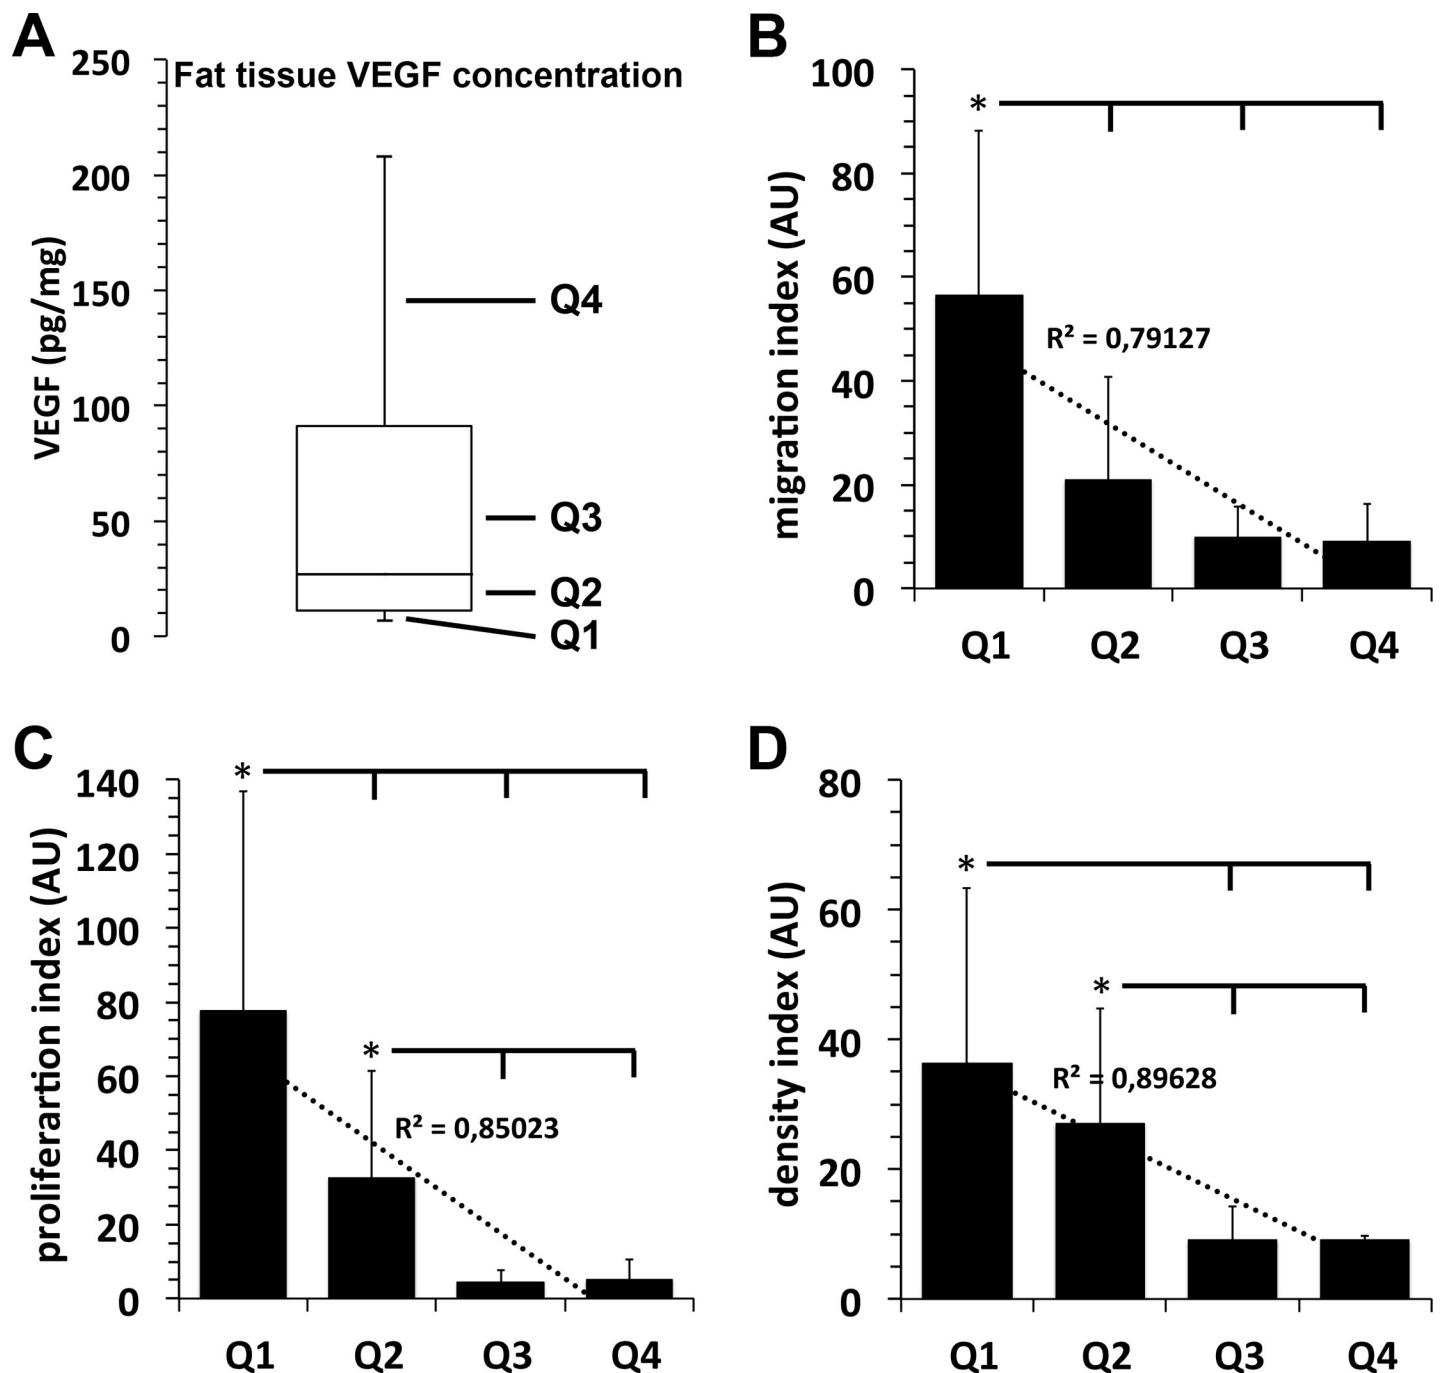 A
Fat tissue VEGF concentration
VEGF (pg/mg)
250
200
150
100
50
0
Q4
Q3
Q2
Q1
B
migration index (AU)
100
80
60
40
20
0
*
R² = 0,79127
Q1 Q2 Q3 Q4
C
proliferartion index (AU)
140
120
100
80
60
40
20
0
*
*
R² = 0,85023
Q1 Q2 Q3 Q4
D
density index (AU)
80
60
40
20
0
*
*
R² = 0,89628
Q1 Q2 Q3 Q4